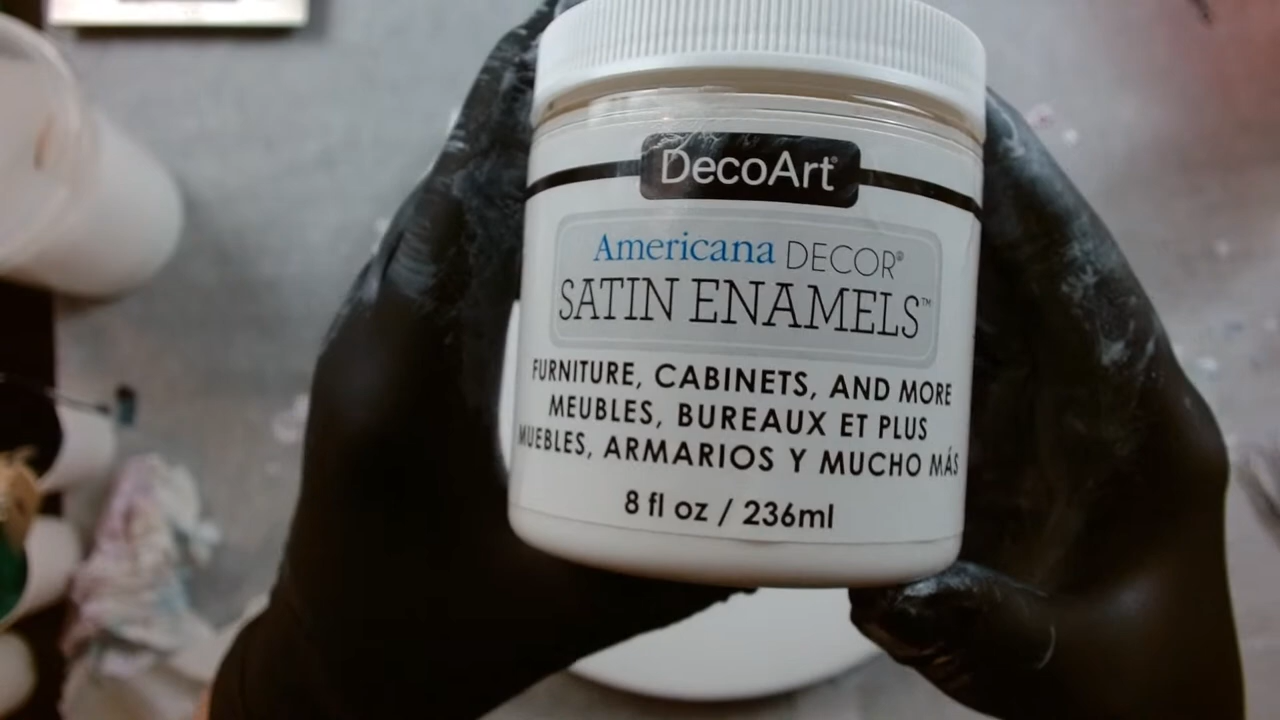 DecoArt®
Americana DECOR®
SATIN ENAMELS™
FURNITURE, CABINETS, AND MORE
MEUBLES, BUREAUX ET PLUS
MUEBLES, ARMARIOS Y MUCHO MÁS
8 fl oz / 236ml